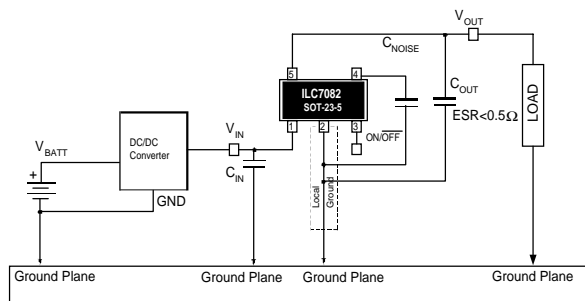 V_OUT
C_NOISE
5
4
ILC7082
SOT-23-5
C_OUT
ESR<0.5Ω
LOAD
1
2
3
V_IN
ON/OFF
DC/DC
Converter
V_BATT
+
C_IN
GND
Local
Ground
Ground Plane
Ground Plane
Ground Plane
Ground Plane